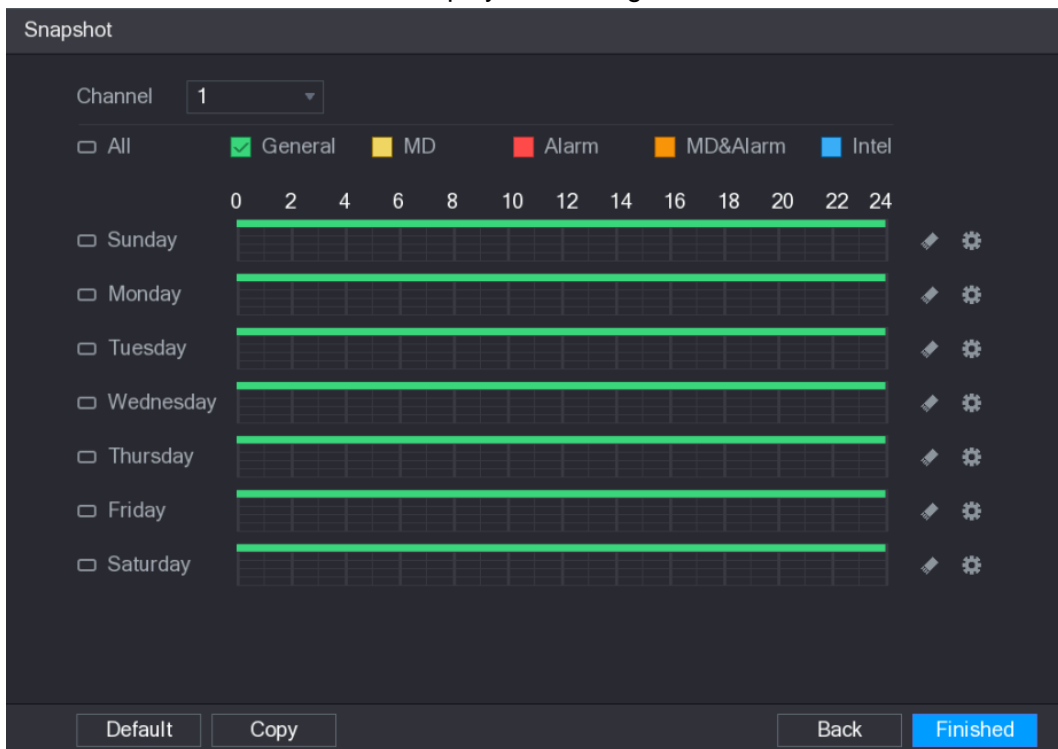 Snapshot
Channel 1
All General MD Alarm MD&Alarm Intel
0 2 4 6 8 10 12 14 16 18 20 22 24
Sunday
Monday
Tuesday
Wednesday
Thursday
Friday
Saturday
Default Copy Back Finished